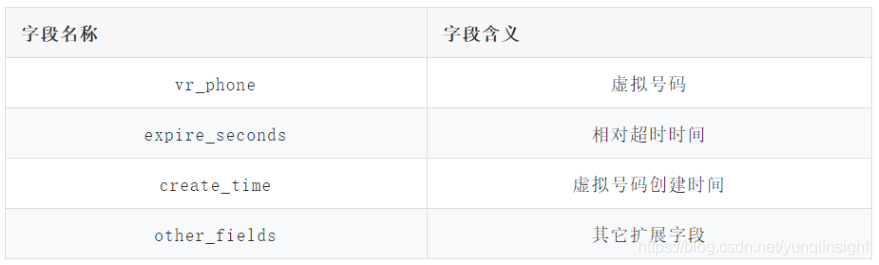 字段名称 字段含义
vr_phone 虚拟号码
expire_seconds 相对超时时间
create_time 虚拟号码创建时间
other_fields 其它扩展字段
https://blog.csdn.net/yunqiinsight